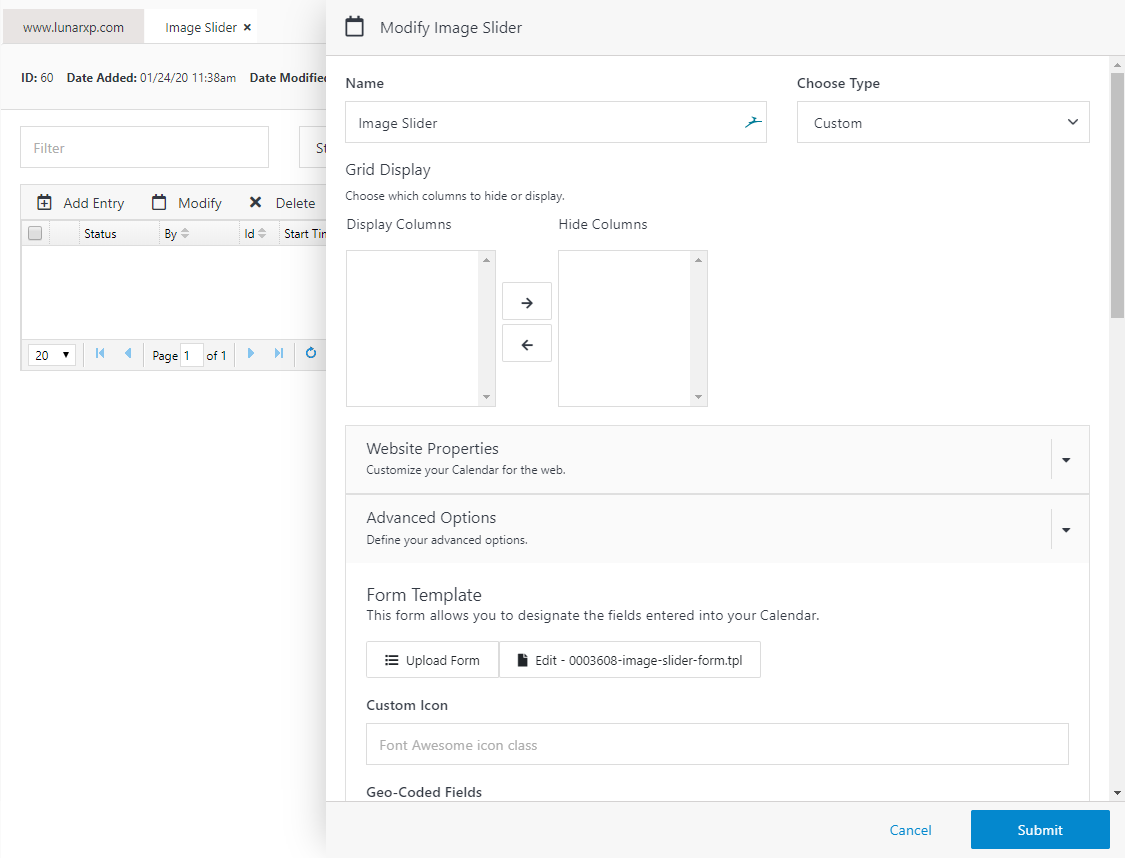 www.lunarxp.com
Image Slider ×
ID: 60 Date Added: 01/24/20 11:38am Date Modified
Filter
St
Add Entry Modify Delete
Status By Id Start Tim
20 Page 1 of 1
Modify Image Slider
Name
Image Slider
Choose Type
Custom
Grid Display
Choose which columns to hide or display.
Display Columns
Hide Columns
Website Properties
Customize your Calendar for the web.
Advanced Options
Define your advanced options.
Form Template
This form allows you to designate the fields entered into your Calendar.
Upload Form
Edit - 0003608-image-slider-form.tpl
Custom Icon
Font Awesome icon class
Geo-Coded Fields
Cancel
Submit